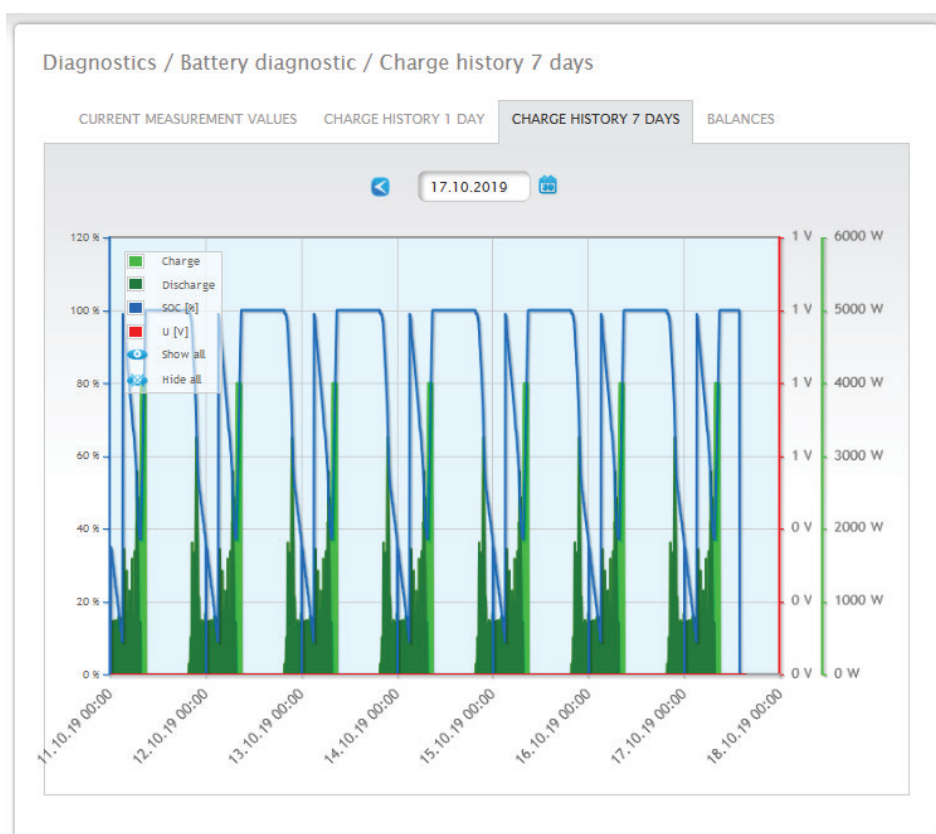 Diagnostics / Battery diagnostic / Charge history 7 days
CURRENT MEASUREMENT VALUES CHARGE HISTORY 1 DAY CHARGE HISTORY 7 DAYS BALANCES
17.10.2019
120 % 1 V 6000 W
Charge
Discharge
100 % SOC [%] 1 V 5000 W
U [V]
Show all
80 % Hide all 1 V 4000 W
60 % 1 V 3000 W
40 % 0 V 2000 W
20 % 0 V 1000 W
0 % 0 V 0 W
11.10.19 00:00 12.10.19 00:00 13.10.19 00:00 14.10.19 00:00 15.10.19 00:00 16.10.19 00:00 17.10.19 00:00 18.10.19 00:00